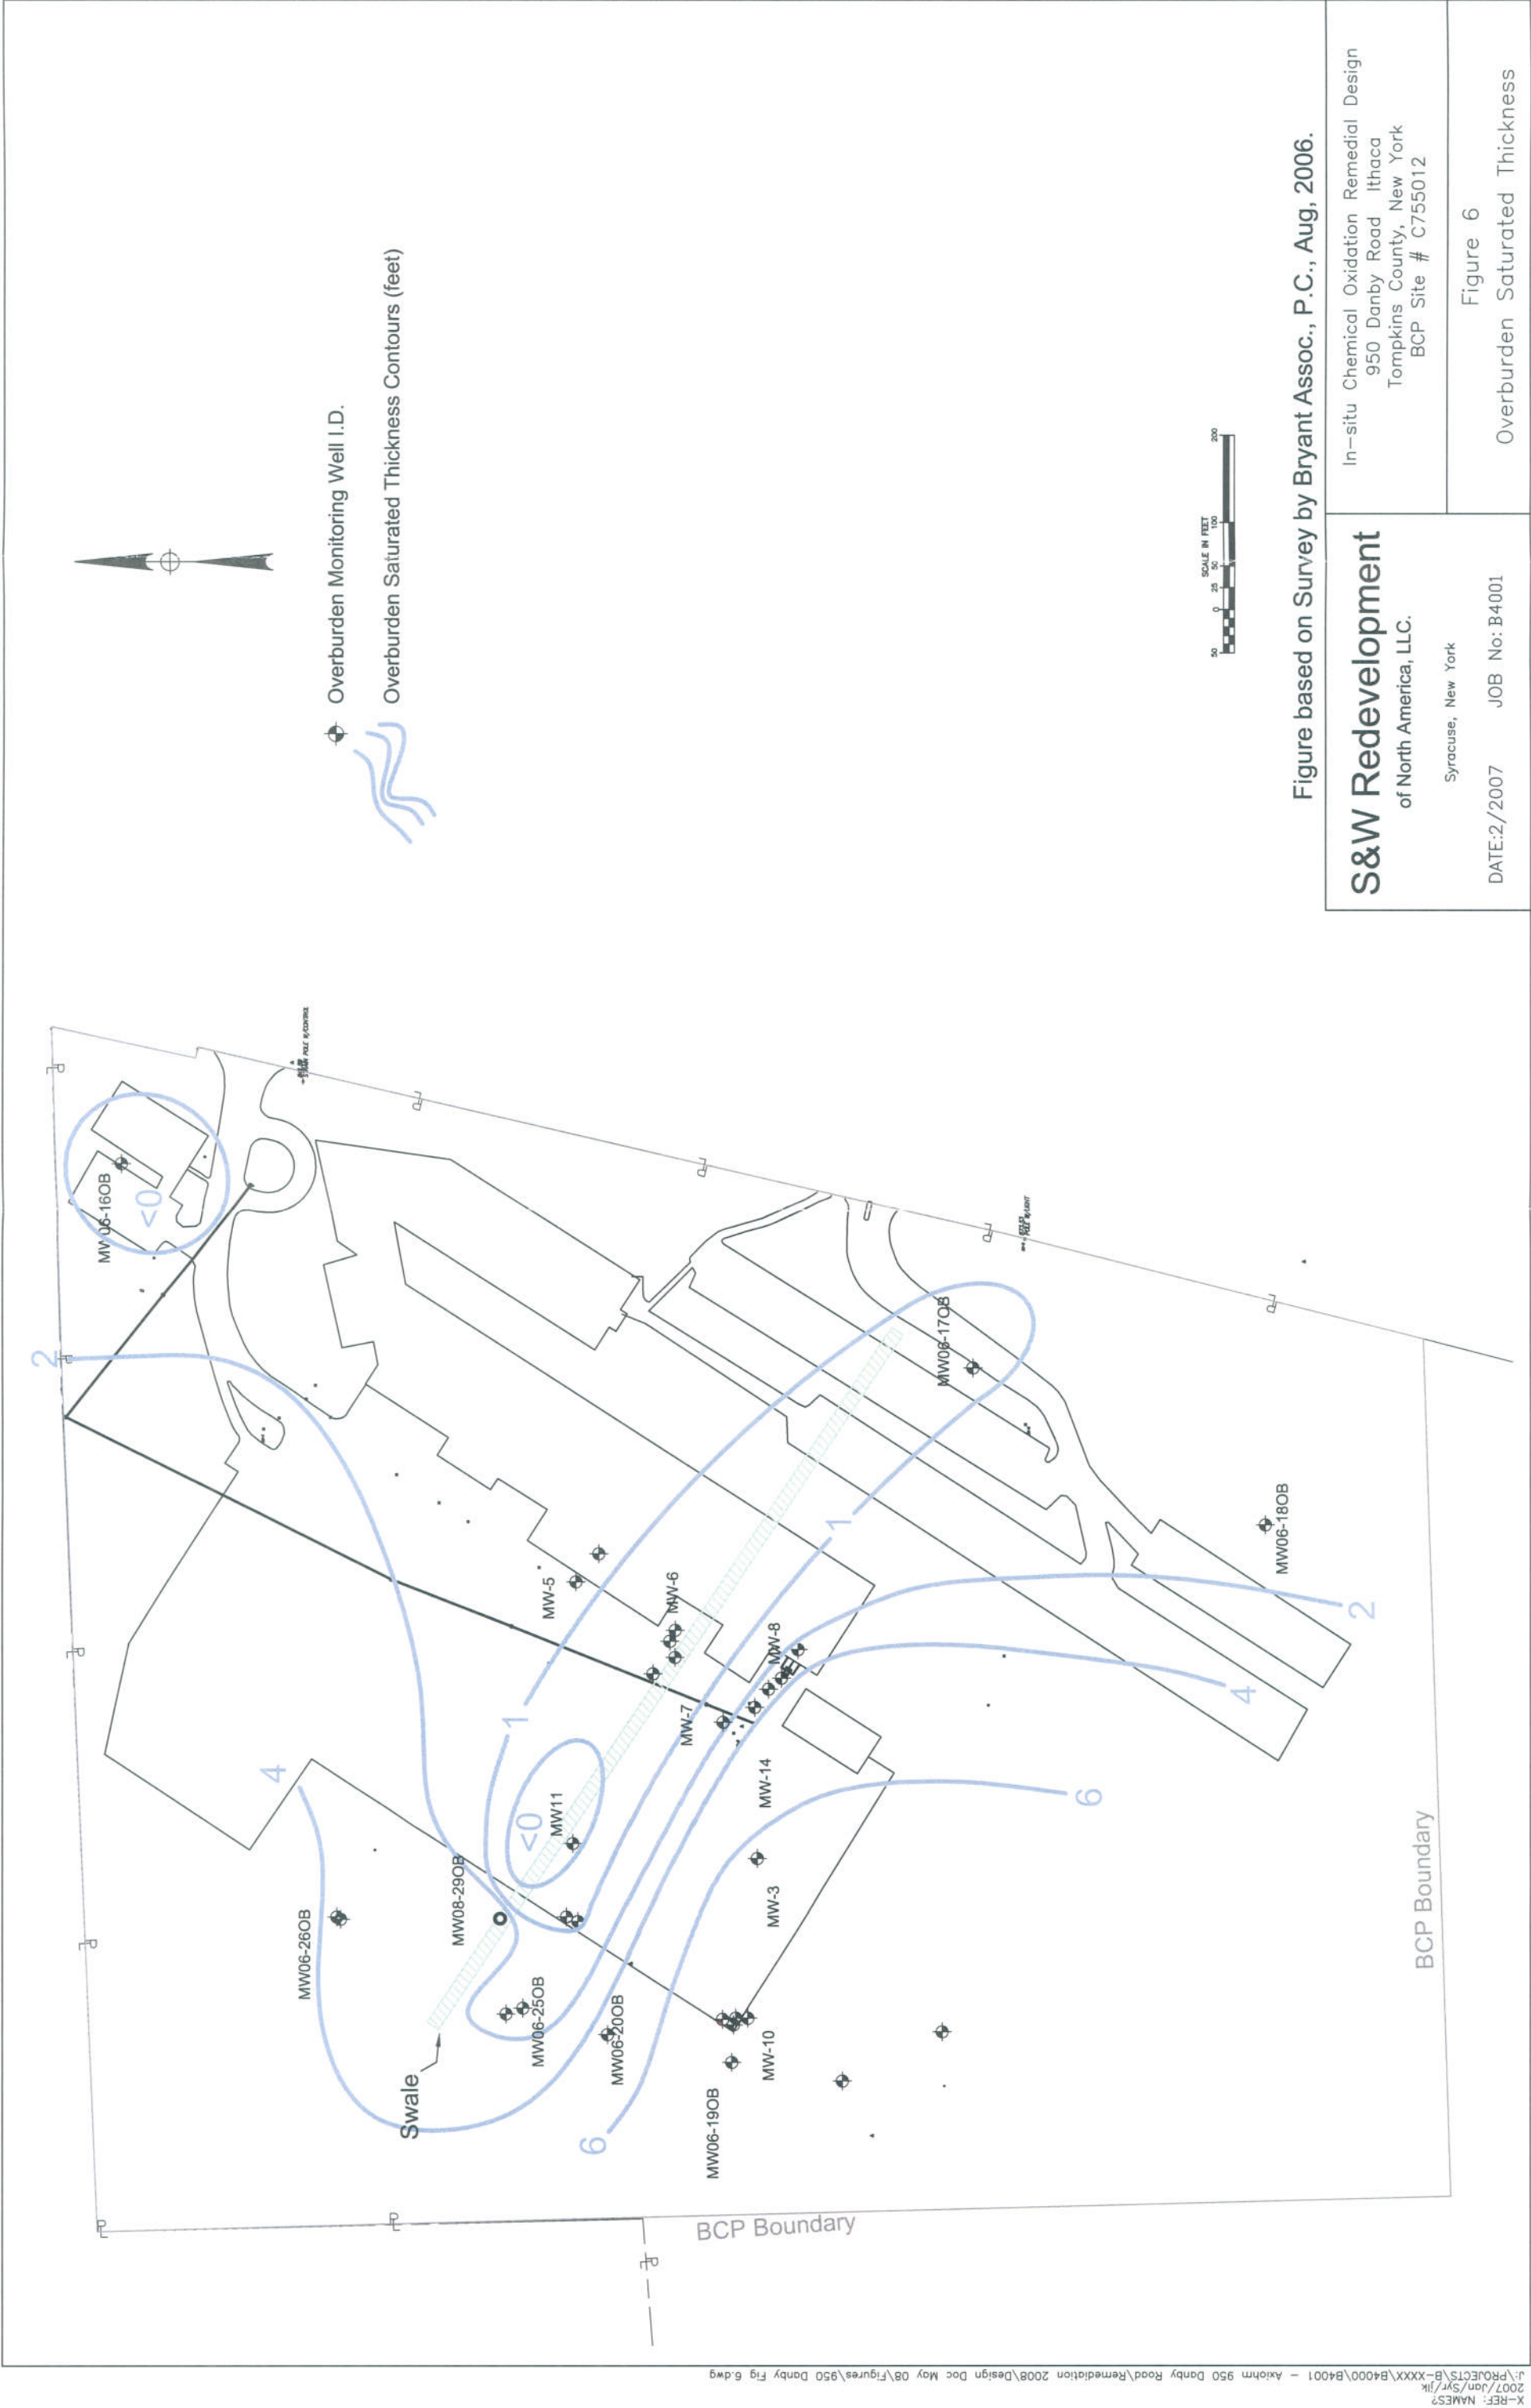 MW06-16OB
<0
2
4
MW06-26OB
MW08-29OB
Swale
MW06-25OB
MW06-20OB
6
MW06-19OB
MW-10
MW-3
MW-14
MW11
<0
1
MW-5
MW-6
MW-7
MW-8
1
MW06-17OB
MW06-18OB
2
4
6
BCP Boundary
BCP Boundary
Overburden Monitoring Well I.D.
Overburden Saturated Thickness Contours (feet)
SCALE IN FEET
50 0 25 50 100 200
Figure based on Survey by Bryant Assoc., P.C., Aug, 2006.
S&W Redevelopment
of North America, LLC.
Syracuse, New York
DATE:2/2007 JOB No: B4001
In-situ Chemical Oxidation Remedial Design
950 Danby Road Ithaca
Tompkins County, New York
BCP Site # C755012
Figure 6
Overburden Saturated Thickness
X-REF: NAMES?
2007/Jan/Syr/jlk
J:\PROJECTS\B-XXXX\B4000\B4001 - Axiohm 950 Danby Road\Remediation 2008\Design Doc May 08\Figures\950 Danby Fig 6.dwg